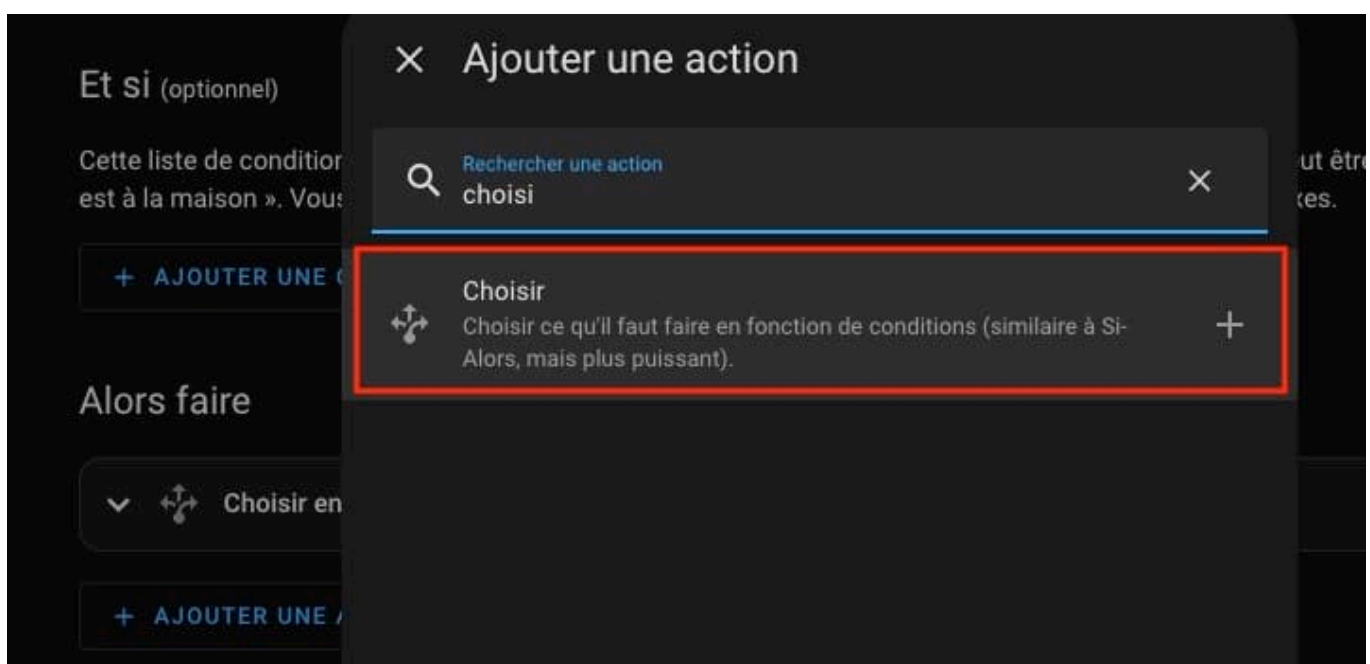 Ajouter une action
Et si (optionnel)
Cette liste de condition
est à la maison ». Vous
ut être
xes.
Rechercher une action
choisi
+ AJOUTER UNE
Choisir
Choisir ce qu'il faut faire en fonction de conditions (similaire à Si-
Alors, mais plus puissant).
Alors faire
Choisir en
+ AJOUTER UNE